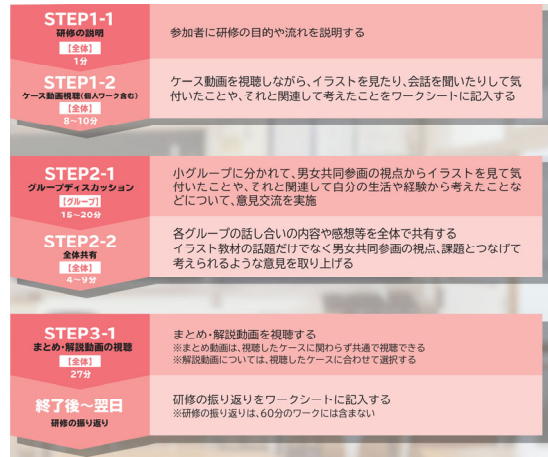 STEP1-1
研修の説明
【全体】
1分
参加者に研修の目的や流れを説明する
STEP1-2
ケース動画視聴(個人ワーク含む)
【全体】
8〜10分
ケース動画を視聴しながら、イラストを見たり、会話を聞いたりして気
付いたことや、それと関連して考えたことをワークシートに記入する
STEP2-1
グループディスカッション
【グループ】
15〜20分
小グループに分かれて、男女共同参画の視点からイラストを見て気
付いたことや、それと関連して自分の生活や経験から考えたことな
どについて、意見交流を実施
STEP2-2
全体共有
【全体】
4〜9分
各グループの話し合いの内容や感想等を全体で共有する
イラスト教材の話題だけでなく男女共同参画の視点、課題とつなげて
考えられるような意見を取り上げる
STEP3-1
まとめ・解説動画の視聴
【全体】
27分
まとめ・解説動画を視聴する
※まとめ動画は、視聴したケースに関わらず共通で視聴できる
※解説動画については、視聴したケースに合わせて選択する
終了後〜翌日
研修の振り返り
研修の振り返りをワークシートに記入する
※研修の振り返りは、60分のワークには含まない